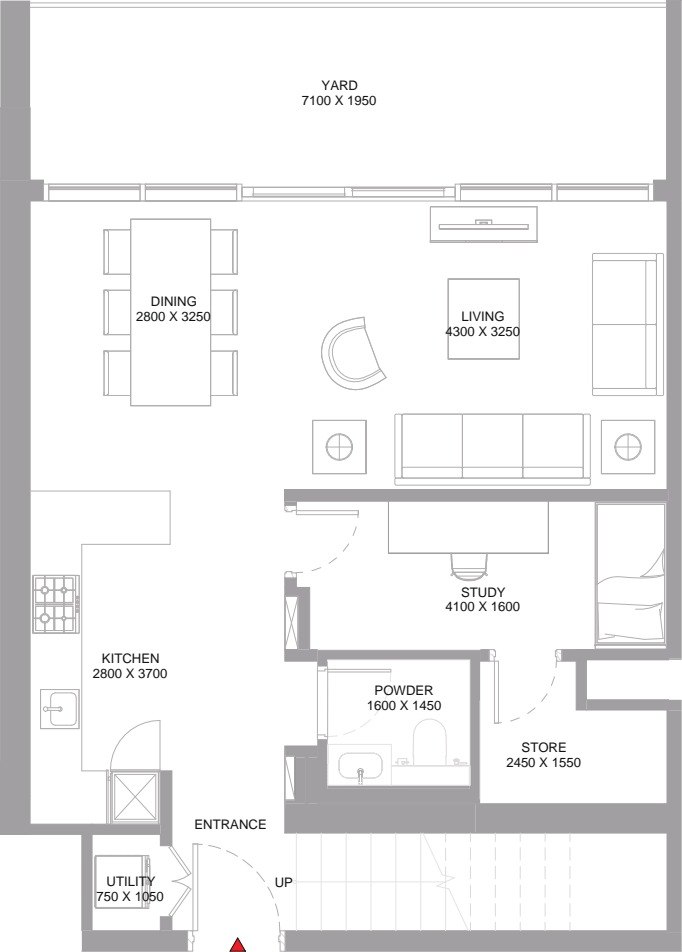 YARD
7100 X 1950
DINING
2800 X 3250
LIVING
4300 X 3250
STUDY
4100 X 1600
KITCHEN
2800 X 3700
POWDER
1600 X 1450
STORE
2450 X 1550
ENTRANCE
UP
UTILITY
750 X 1050